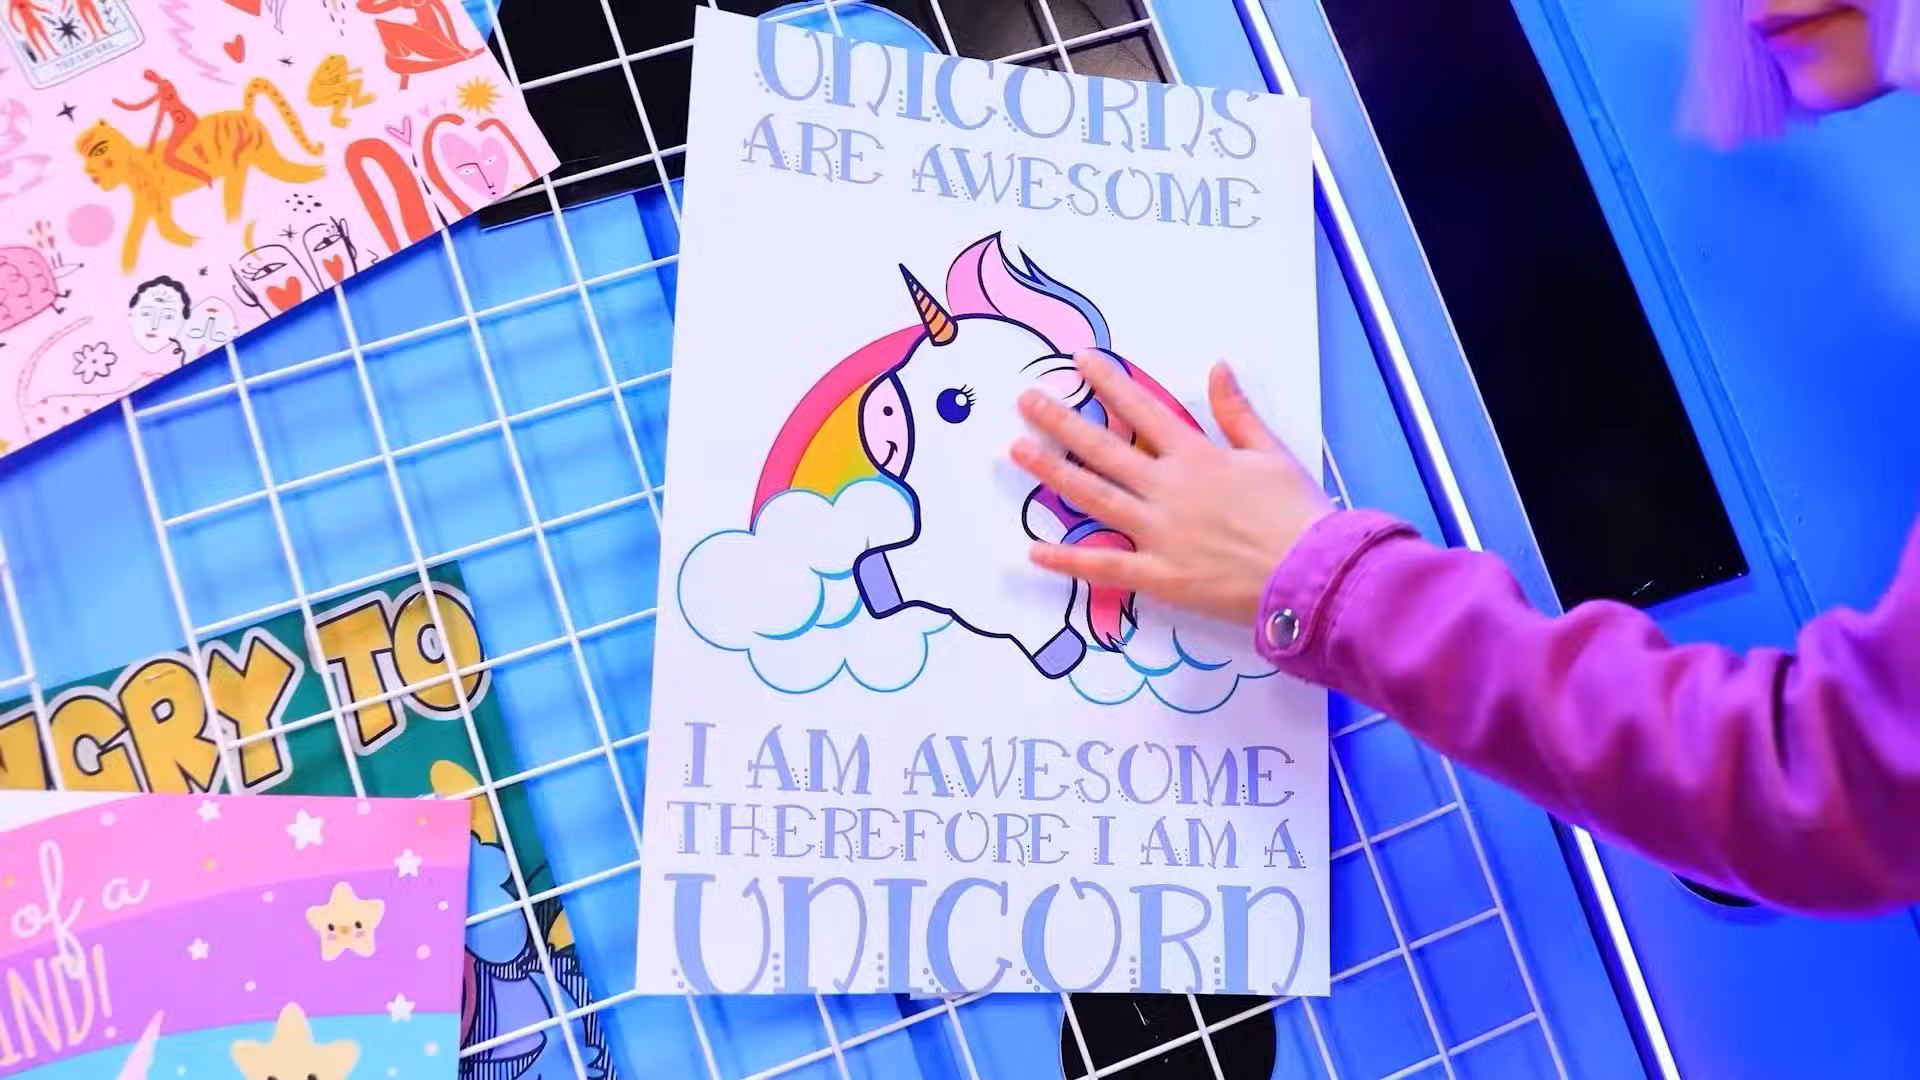 UNICORNS
ARE AWESOME
I AM AWESOME
THEREFORE I AM A
UNICORN
NGRY TO
of a
IND!